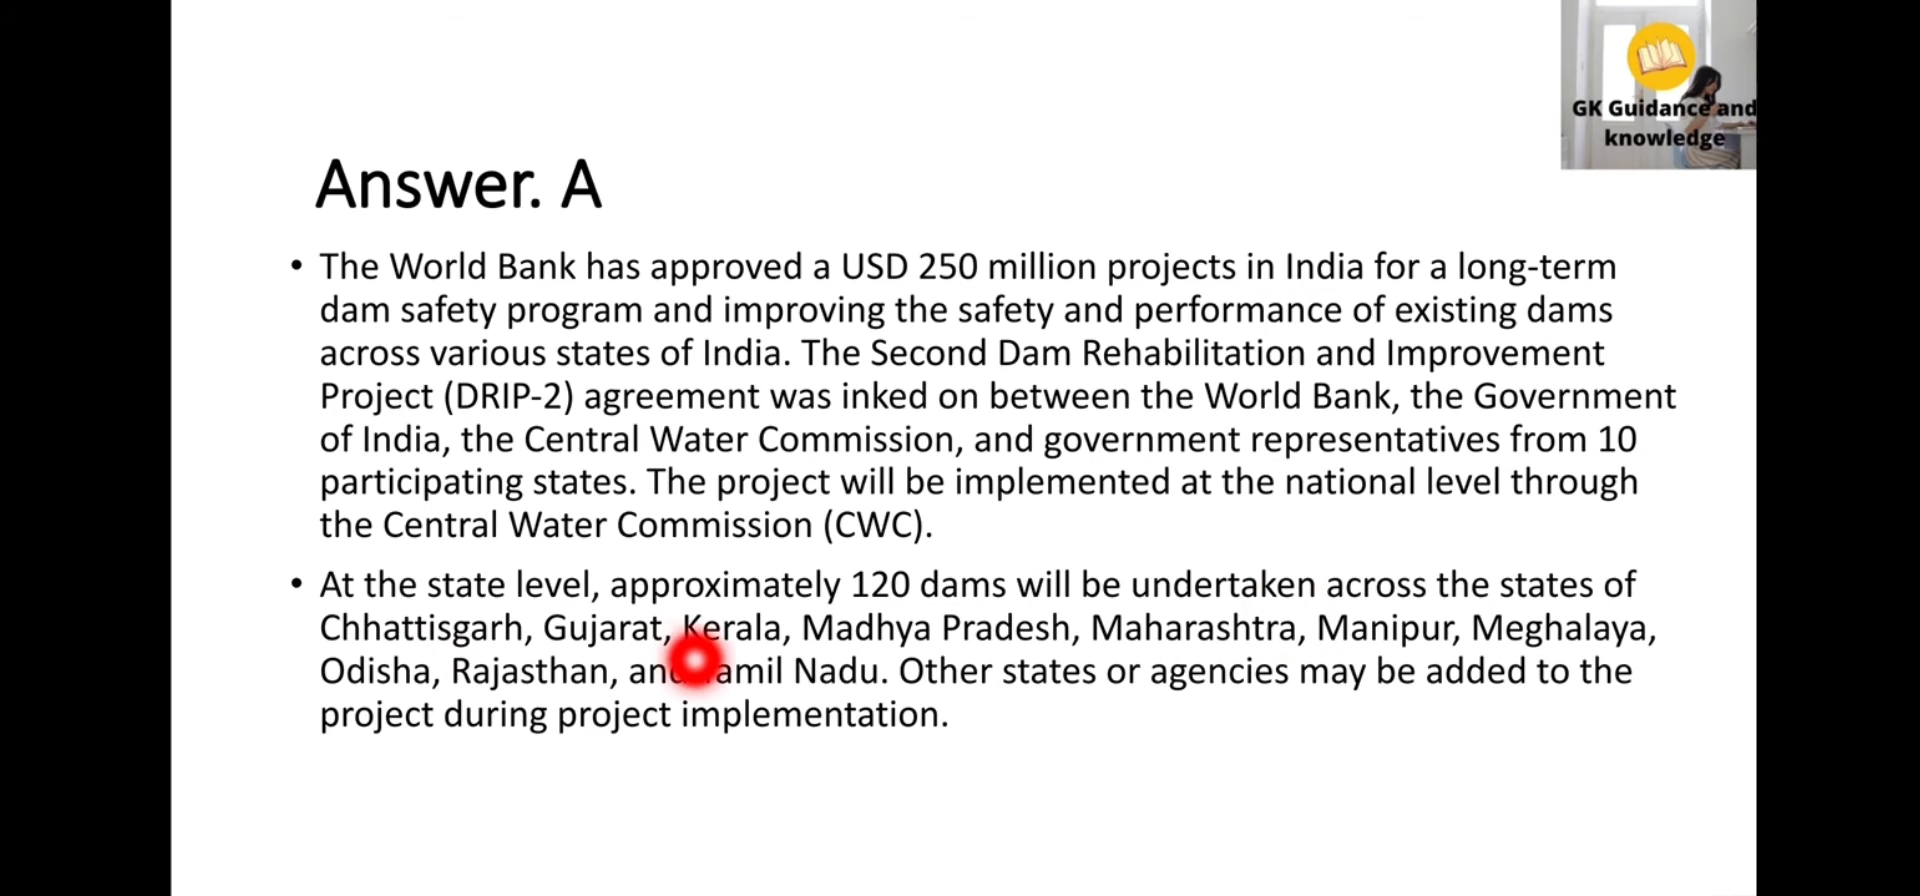 GK Guidance and
knowledge
Answer. A
• The World Bank has approved a USD 250 million projects in India for a long-term
dam safety program and improving the safety and performance of existing dams
across various states of India. The Second Dam Rehabilitation and Improvement
Project (DRIP-2) agreement was inked on between the World Bank, the Government
of India, the Central Water Commission, and government representatives from 10
participating states. The project will be implemented at the national level through
the Central Water Commission (CWC).
• At the state level, approximately 120 dams will be undertaken across the states of
Chhattisgarh, Gujarat, Kerala, Madhya Pradesh, Maharashtra, Manipur, Meghalaya,
Odisha, Rajasthan, and Tamil Nadu. Other states or agencies may be added to the
project during project implementation.